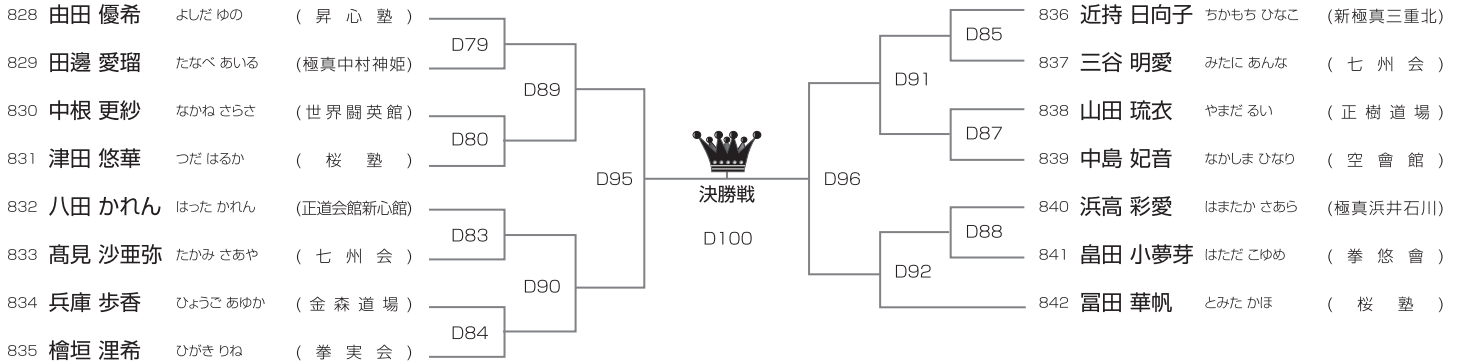 828 由田 優希 よしだ ゆの (昇心塾)
829 田邊 愛瑠 たなべ あいる (極真中村神姫)
830 中根 更紗 なかね さらさ (世界闘英館)
831 津田 悠華 つだ はるか (桜塾)
832 八田 かれん はった かれん (正道会館新心館)
833 髙見 沙亜弥 たかみ さあや (七州会)
834 兵庫 歩香 ひょうご あゆか (金森道場)
835 檜垣 浬希 ひがき りね (拳実会)
D79
D80
D83
D84
D89
D90
D95
決勝戦
D100
D96
D91
D92
D85
D87
D88
836 近持 日向子 ちかもち ひなこ (新極真三重北)
837 三谷 明愛 みたに あんな (七州会)
838 山田 琉衣 やまだ るい (正樹道場)
839 中島 妃音 なかしま ひなり (空會館)
840 浜高 彩愛 はまたか さあら (極真浜井石川)
841 畠田 小夢芽 はただ こゆめ (拳悠會)
842 冨田 華帆 とみた かほ (桜塾)